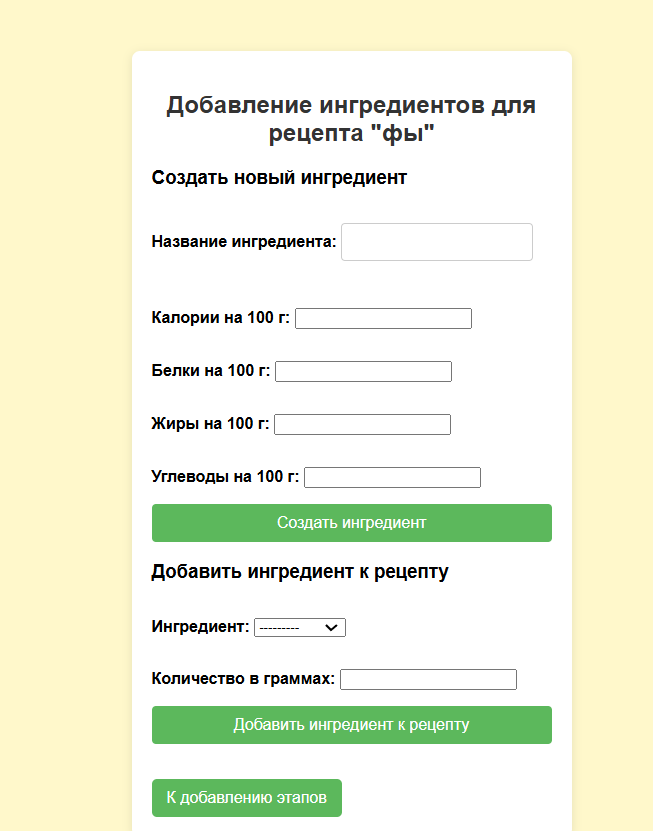 Добавление ингредиентов для
рецепта "фы"
Создать новый ингредиент
Название ингредиента:
Калории на 100 г:
Белки на 100 г:
Жиры на 100 г:
Углеводы на 100 г:
Создать ингредиент
Добавить ингредиент к рецепту
Ингредиент: ---------
Количество в граммах:
Добавить ингредиент к рецепту
К добавлению этапов